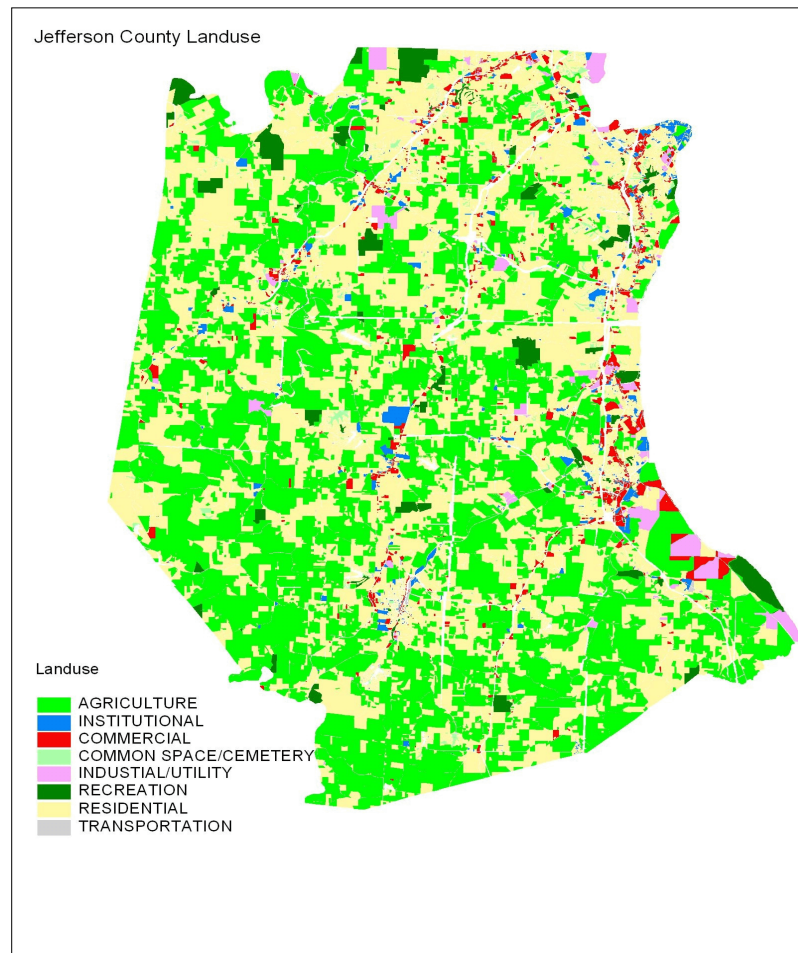 Jefferson County Landuse
Landuse
AGRICULTURE
INSTITUTIONAL
COMMERCIAL
COMMON SPACE/CEMETERY
INDUSTIAL/UTILITY
RECREATION
RESIDENTIAL
TRANSPORTATION